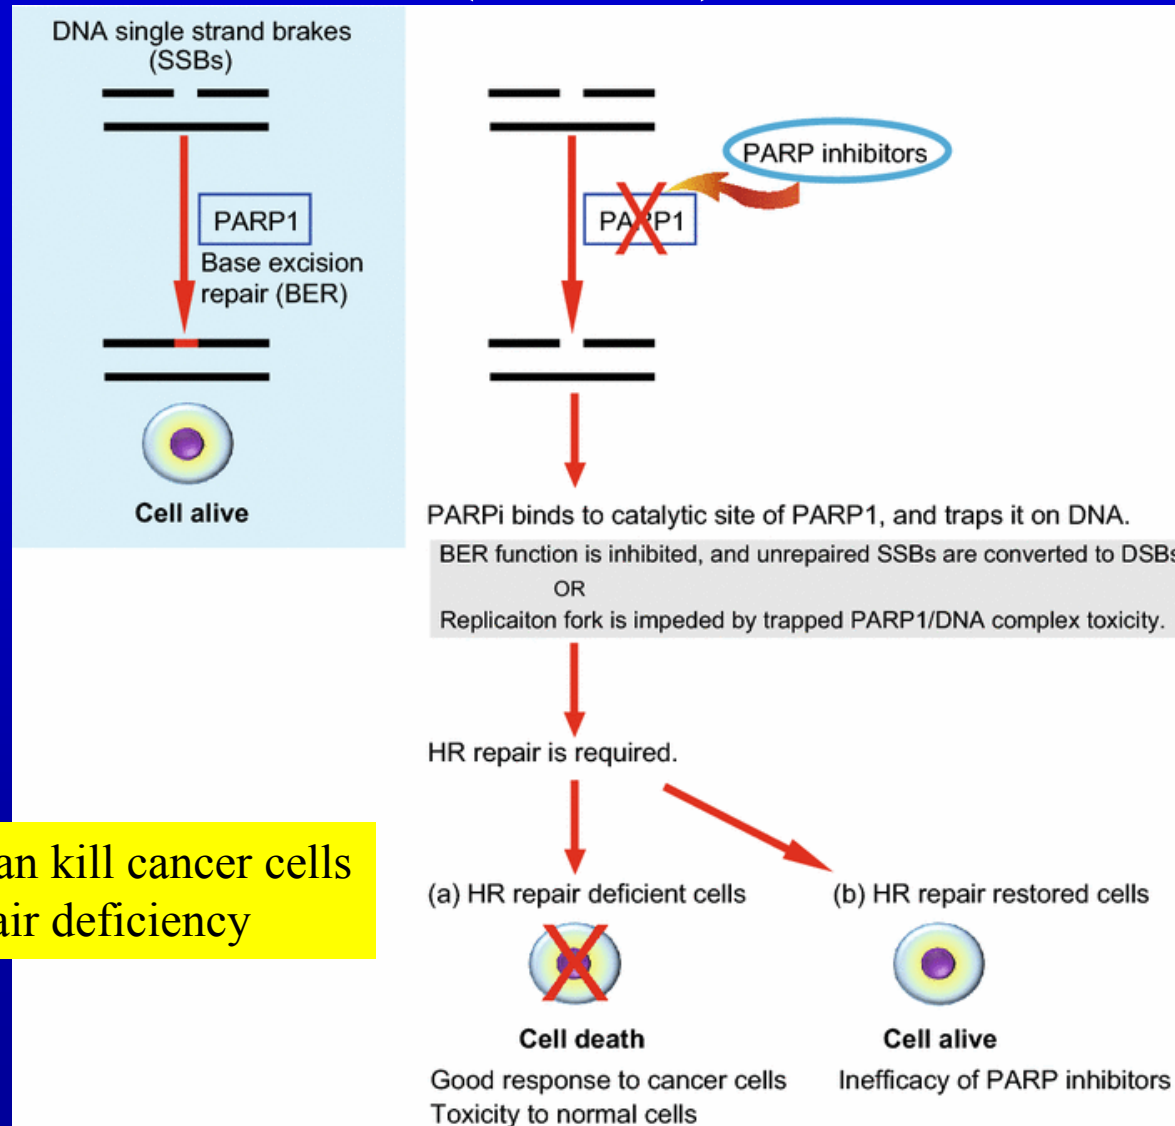 DNA single strand brakes
(SSBs)
PARP1
Base excision
repair (BER)
Cell alive
PARP inhibitors
PARP1
PARPi binds to catalytic site of PARP1, and traps it on DNA.
BER function is inhibited, and unrepaired SSBs are converted to DSBs
OR
Replicaiton fork is impeded by trapped PARP1/DNA complex toxicity.
HR repair is required.
an kill cancer cells
air deficiency
(a) HR repair deficient cells
(b) HR repair restored cells
Cell death
Cell alive
Good response to cancer cells
Toxicity to normal cells
Inefficacy of PARP inhibitors